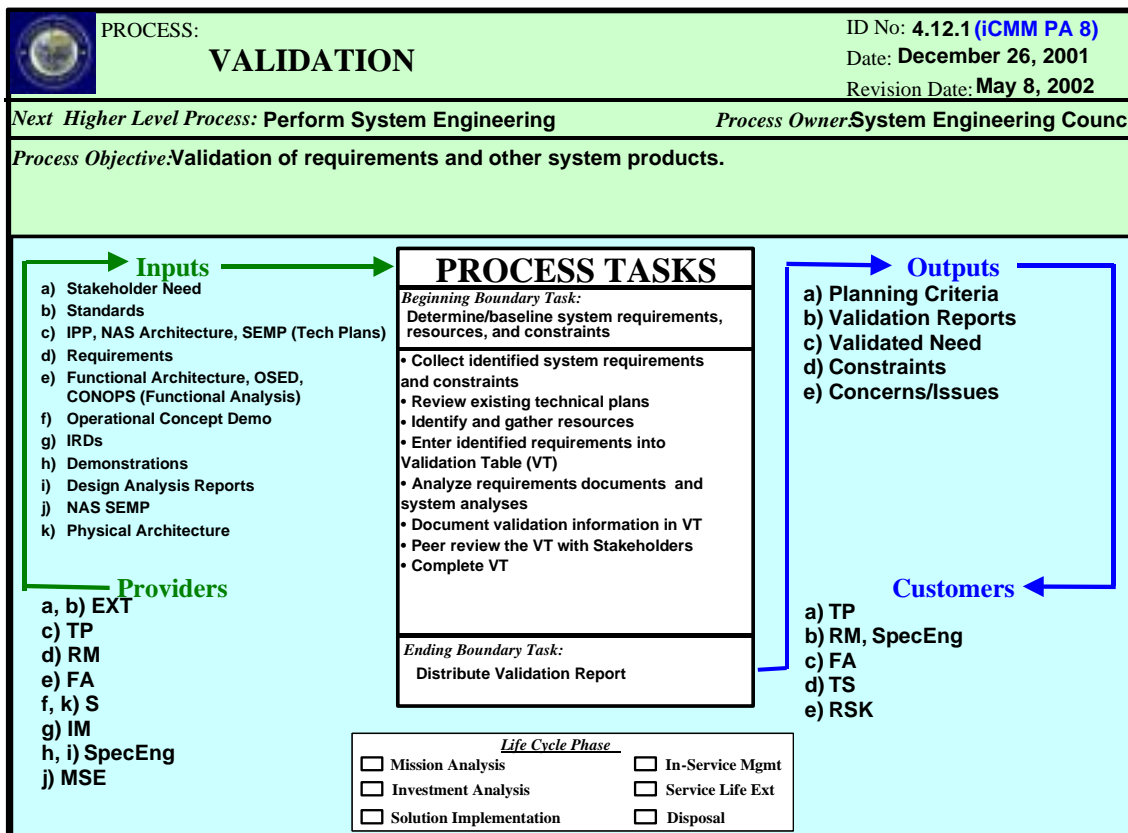 PROCESS:
VALIDATION
ID No: 4.12.1 (iCMM PA 8)
Date: December 26, 2001
Revision Date: May 8, 2002
Next Higher Level Process: Perform System Engineering
Process Owner: System Engineering Counc
Process Objective: Validation of requirements and other system products.
Inputs
a) Stakeholder Need
b) Standards
c) IPP, NAS Architecture, SEMP (Tech Plans)
d) Requirements
e) Functional Architecture, OSED,
CONOPS (Functional Analysis)
f) Operational Concept Demo
g) IRDs
h) Demonstrations
i) Design Analysis Reports
j) NAS SEMP
k) Physical Architecture
Providers
a, b) EXT
c) TP
d) RM
e) FA
f, k) S
g) IM
h, i) SpecEng
j) MSE
PROCESS TASKS
Beginning Boundary Task:
Determine/baseline system requirements,
resources, and constraints
• Collect identified system requirements
and constraints
• Review existing technical plans
• Identify and gather resources
• Enter identified requirements into
Validation Table (VT)
• Analyze requirements documents and
system analyses
• Document validation information in VT
• Peer review the VT with Stakeholders
• Complete VT
Ending Boundary Task:
Distribute Validation Report
Outputs
a) Planning Criteria
b) Validation Reports
c) Validated Need
d) Constraints
e) Concerns/Issues
Customers
a) TP
b) RM, SpecEng
c) FA
d) TS
e) RSK
Life Cycle Phase
Mission Analysis
In-Service Mgmt
Investment Analysis
Service Life Ext
Solution Implementation
Disposal